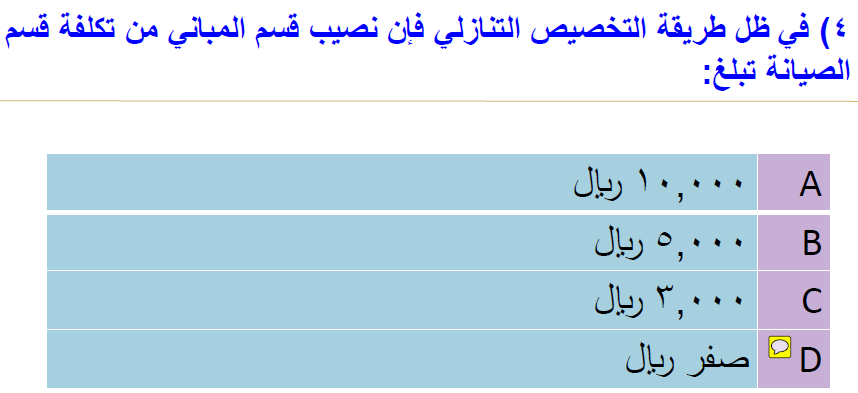 ٤) في ظل طريقة التخصيص التنازلي فإن نصيب قسم المباني من تكلفة قسم
الصيانة تبلغ:
A ١٠,٠٠٠ ريال
B ٥,٠٠٠ ريال
C ٣,٠٠٠ ريال
D صفر ريال